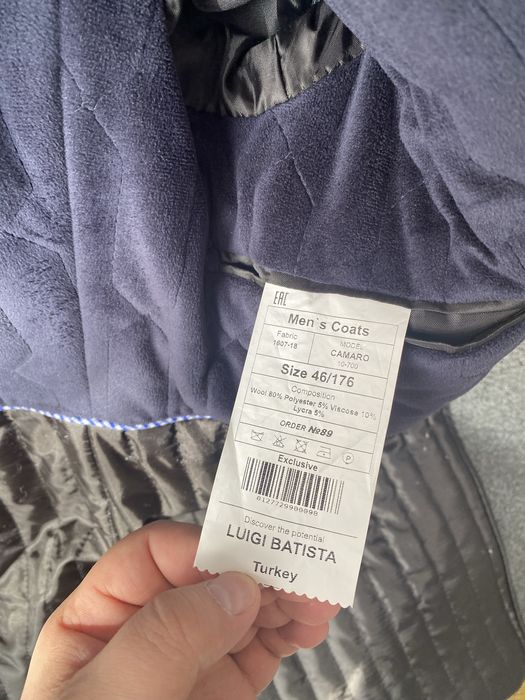 EAC
Men`s Coats
Fabric
1607-18
MODEL
CAMARO
10-700
Size 46/176
Composition
Wool 80% Polyester 5% Viscose 10%
Lycra 5%
ORDER №89
P
Exclusive
0127729900090
Discover the potential
LUIGI BATISTA
Turkey